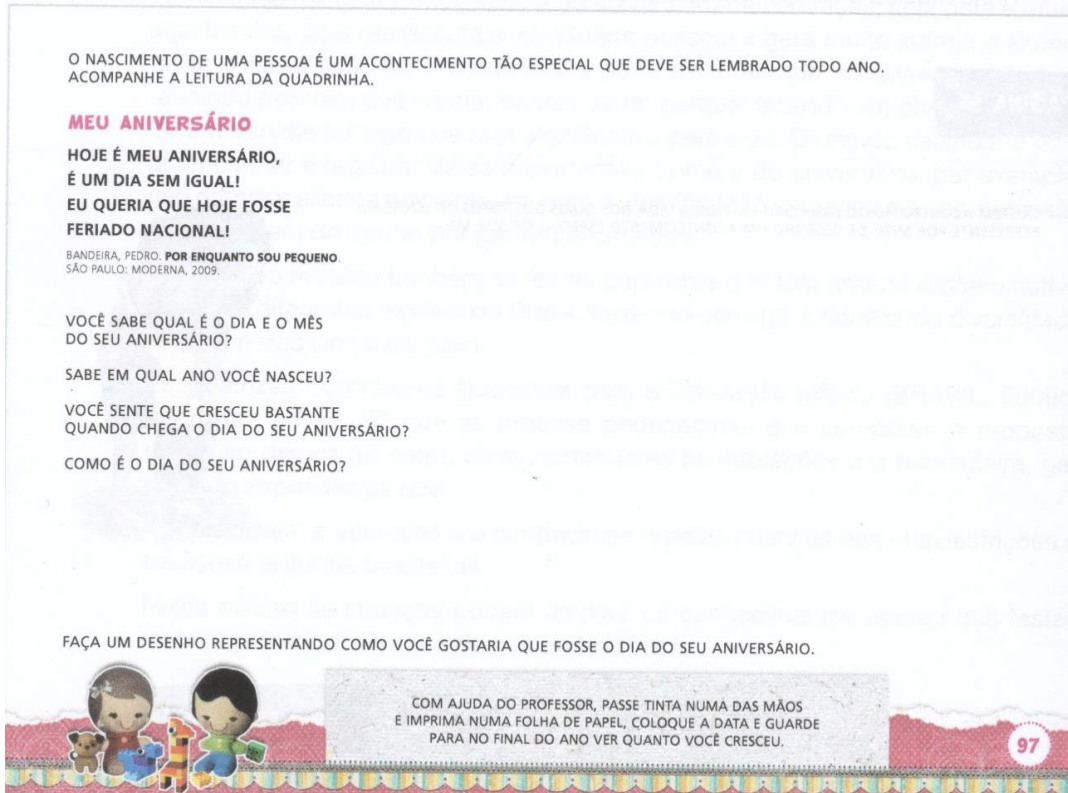 O NASCIMENTO DE UMA PESSOA É UM ACONTECIMENTO TÃO ESPECIAL QUE DEVE SER LEMBRADO TODO ANO.
ACOMPANHE A LEITURA DA QUADRINHA.
MEU ANIVERSÁRIO
HOJE É MEU ANIVERSÁRIO,
É UM DIA SEM IGUAL!
EU QUERIA QUE HOJE FOSSE
FERIADO NACIONAL!
BANDEIRA, PEDRO. POR ENQUANTO SOU PEQUENO.
SÃO PAULO: MODERNA, 2009.
VOCÊ SABE QUAL É O DIA E O MÊS
DO SEU ANIVERSÁRIO?
SABE EM QUAL ANO VOCÊ NASCEU?
VOCÊ SENTE QUE CRESCEU BASTANTE
QUANDO CHEGA O DIA DO SEU ANIVERSÁRIO?
COMO É O DIA DO SEU ANIVERSÁRIO?
FAÇA UM DESENHO REPRESENTANDO COMO VOCÊ GOSTARIA QUE FOSSE O DIA DO SEU ANIVERSÁRIO.
COM AJUDA DO PROFESSOR, PASSE TINTA NUMA DAS MÃOS
E IMPRIMA NUMA FOLHA DE PAPEL, COLOQUE A DATA E GUARDE
PARA NO FINAL DO ANO VER QUANTO VOCÊ CRESCEU.
97